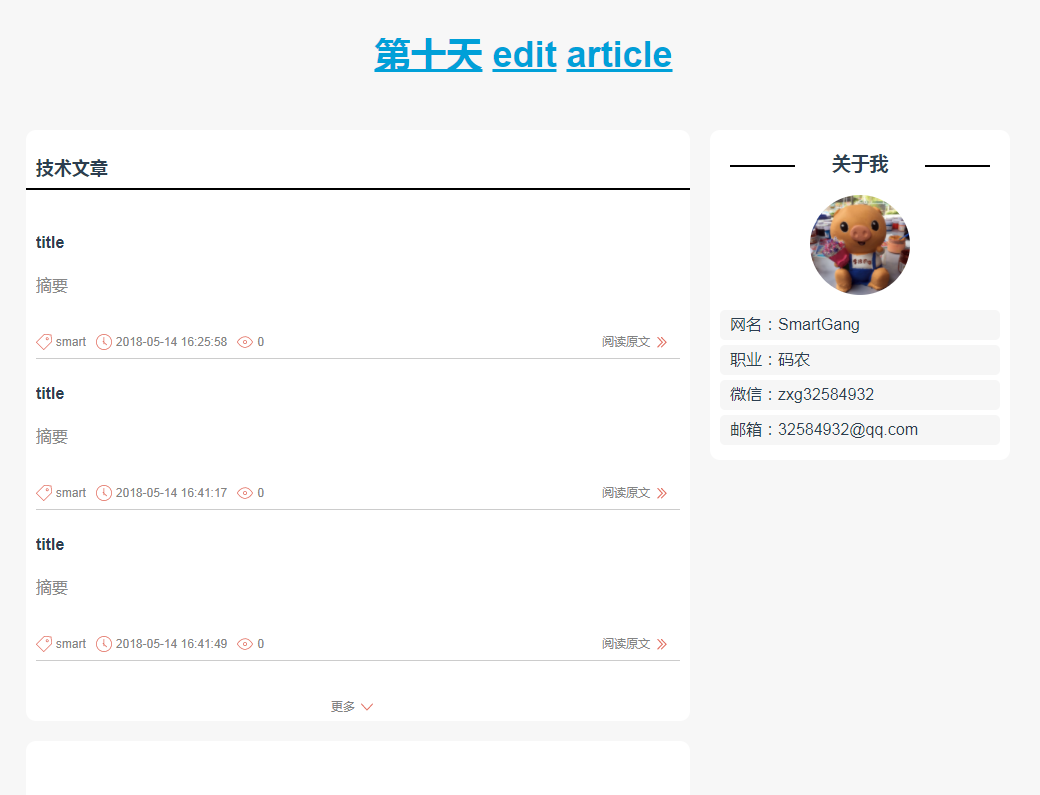 第十天 edit article
技术文章
title
摘要
smart 2018-05-14 16:25:58 0 阅读原文
title
摘要
smart 2018-05-14 16:41:17 0 阅读原文
title
摘要
smart 2018-05-14 16:41:49 0 阅读原文
更多
关于我
网名：SmartGang
职业：码农
微信：zxg32584932
邮箱：32584932@qq.com